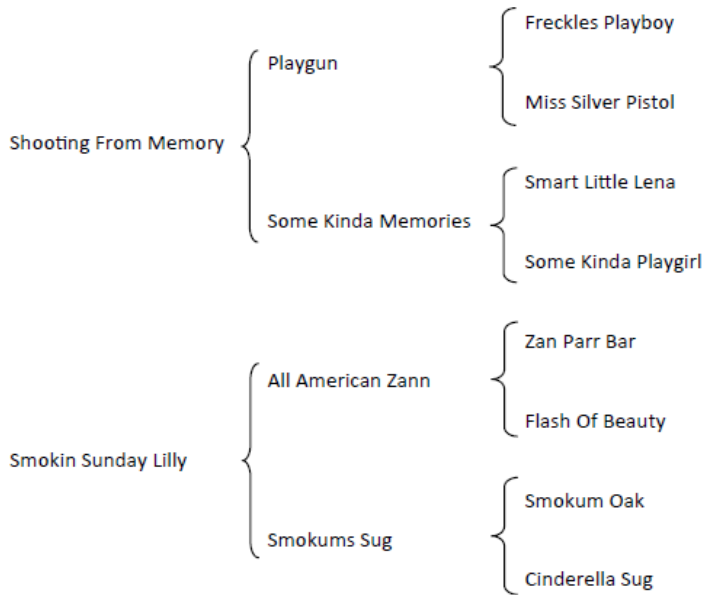 Freckles Playboy
Playgun
Miss Silver Pistol
Shooting From Memory
Smart Little Lena
Some Kinda Memories
Some Kinda Playgirl
Zan Parr Bar
All American Zann
Flash Of Beauty
Smokin Sunday Lilly
Smokum Oak
Smokums Sug
Cinderella Sug